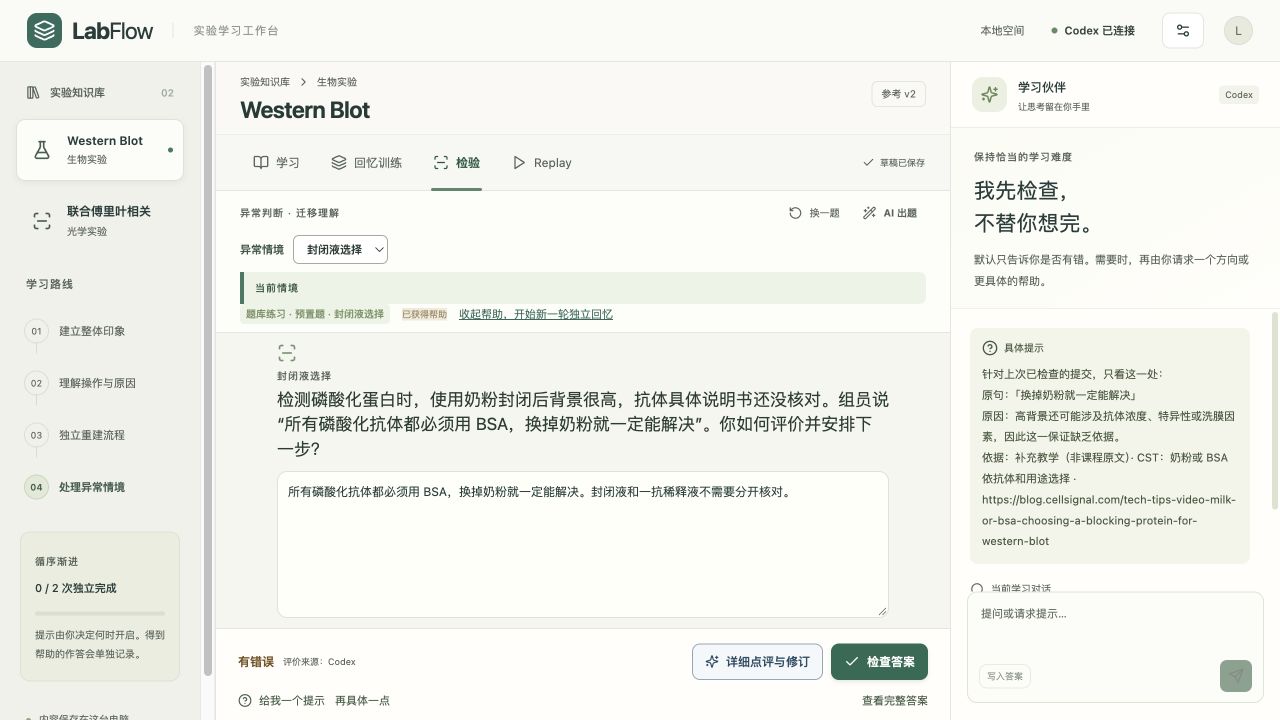 LabFlow
实验学习工作台
本地空间
Codex 已连接
L
实验知识库
02
Western Blot
生物实验
联合傅里叶相关
光学实验
学习路线
01
建立整体印象
02
理解操作与原因
03
独立重建流程
04
处理异常情境
循序渐进
0 / 2 次独立完成
提示由你决定何时开启。得到
帮助的作答会单独记录。
内容保存在这台电脑
实验知识库
生物实验
Western Blot
参考 v2
学习
回忆训练
检验
Replay
草稿已保存
异常判断 · 迁移理解
换一题
AI 出题
异常情境
封闭液选择
当前情境
题库练习 · 预置题 · 封闭液选择
已获得帮助
收起帮助，开始新一轮独立回忆
封闭液选择
检测磷酸化蛋白时，使用奶粉封闭后背景很高，抗体具体说明书还没核对。组员说
“所有磷酸化抗体都必须用 BSA，换掉奶粉就一定能解决”。你如何评价并安排下
一步?
所有磷酸化抗体都必须用 BSA，换掉奶粉就一定能解决。封闭液和一抗稀释液不需要分开核对。
有错误
评价来源：Codex
详细点评与修订
检查答案
给我一个提示
再具体一点
查看完整答案
学习伙伴
让思考留在你手里
Codex
保持恰当的学习难度
我先检查，
不替你想完。
默认只告诉你是否有错。需要时，再由你请求一个方向或
更具体的帮助。
具体提示
针对上次已检查的提交，只看这一处：
原句：「换掉奶粉就一定能解决」
原因：高背景还可能涉及抗体浓度、特异性或洗膜因
素，因此这一保证缺乏依据。
依据：补充教学（非课程原文）· CST：奶粉或 BSA
依抗体和用途选择 ·
https://blog.cellsignal.com/tech-tips-video-milk-
or-bsa-choosing-a-blocking-protein-for-
western-blot
当前学习对话
提问或请求提示…
写入答案